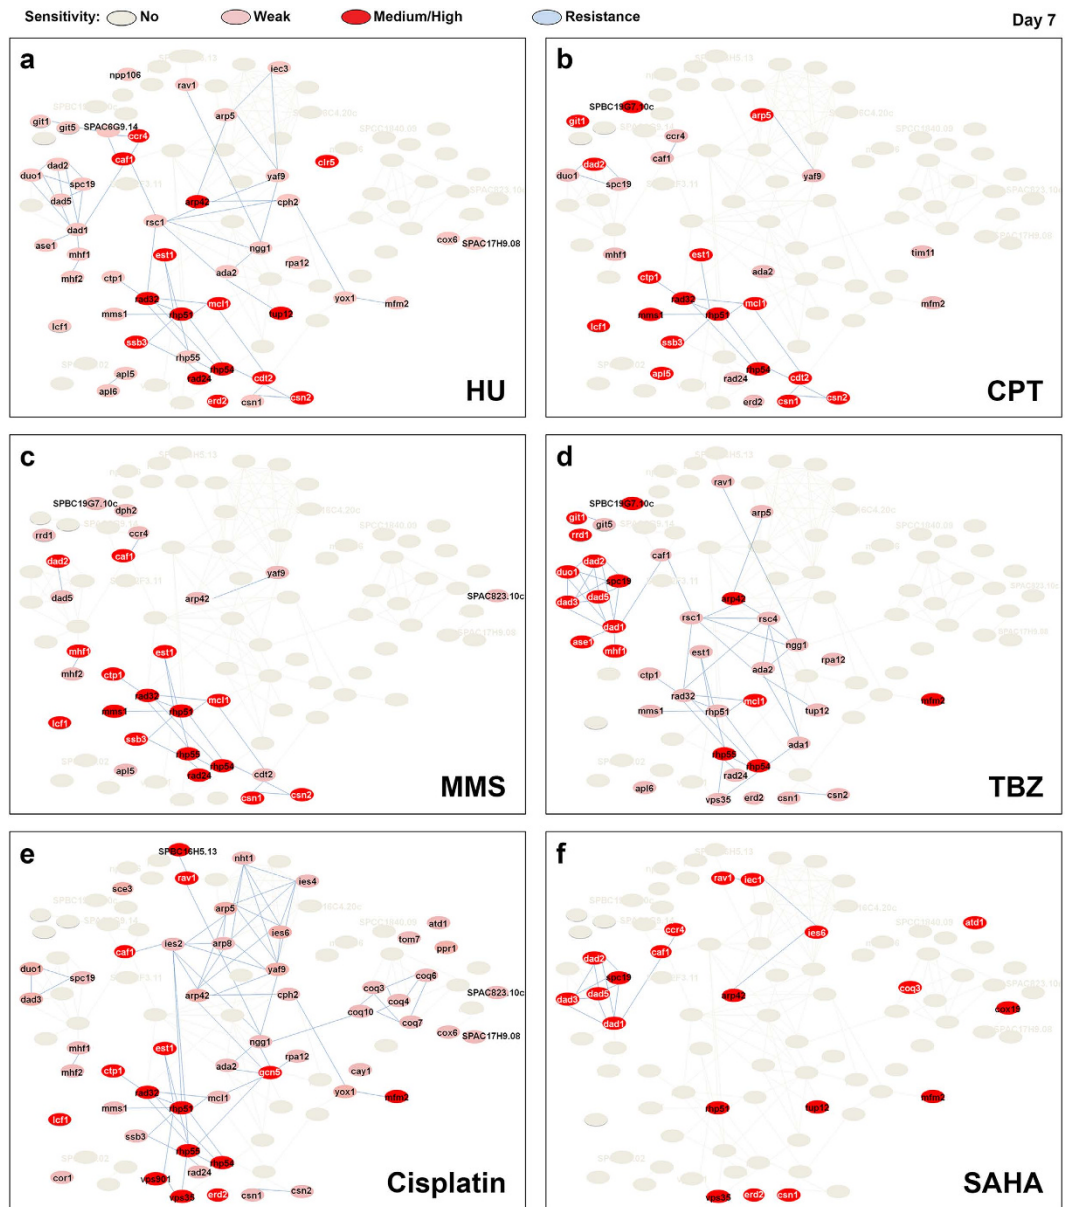 Sensitivity: No Weak Medium/High Resistance Day 7
a
npp106
rav1
iec3
git1
git5
SPAC6G9.14
ccr4
arp5
caf1
clr5
dad2
duo1
spc19
yaf9
dad5
arp42
cph2
rsc1
dad1
ase1
mhf1
est1
ngg1
cox6
SPAC17H9.08
rpa12
mhf2
ctp1
ada2
rad32
mcl1
yox1
mfm2
mms1
rhp51
tup12
lcf1
ssb3
rhp55
apl5
rad24
rhp54
cdt2
apl6
erd2
csn1
csn2
HU
b
SPBC19G7.10c
git1
arp5
ccr4
caf1
dad2
duo1
spc19
yaf9
mhf1
est1
tim11
ctp1
ada2
rad32
mcl1
mfm2
mms1
rhp51
lcf1
ssb3
apl5
rhp54
rad24
cdt2
erd2
csn1
csn2
CPT
c
SPBC19G7.10c
dph2
rrd1
ccr4
caf1
dad2
yaf9
dad5
arp42
SPAC823.10c
mhf1
est1
mhf2
ctp1
rad32
mcl1
mms1
rhp51
lcf1
ssb3
rhp55
apl5
rad24
rhp54
cdt2
csn1
csn2
MMS
d
rav1
SPBC19G7.10c
git1
git5
arp5
rrd1
caf1
dad2
duo1
spc19
dad3
dad5
arp42
rsc1
rsc4
dad1
ase1
mhf1
est1
ngg1
rpa12
ctp1
ada2
rad32
mcl1
mfm2
mms1
rhp51
tup12
ada1
rhp55
rhp54
rad24
apl6
vps35
erd2
csn1
csn2
TBZ
e
SPBC16H5.13
nht1
sce3
rav1
ies4
arp5
atd1
ies6
tom7
ppr1
caf1
ies2
arp8
duo1
spc19
yaf9
coq6
dad3
arp42
cph2
coq3
coq4
SPAC823.10c
coq10
coq7
cox6
SPAC17H9.08
mhf1
est1
ngg1
rpa12
mhf2
ctp1
ada2
gcn5
cay1
rad32
mcl1
yox1
mfm2
mms1
rhp51
lcf1
ssb3
rhp55
rhp54
cor1
vps901
rad24
vps35
erd2
csn1
csn2
Cisplatin
f
rav1
iec1
ccr4
ies6
atd1
caf1
dad2
spc19
dad3
dad5
arp42
coq3
cox19
dad1
rhp51
tup12
mfm2
vps35
erd2
csn1
SAHA